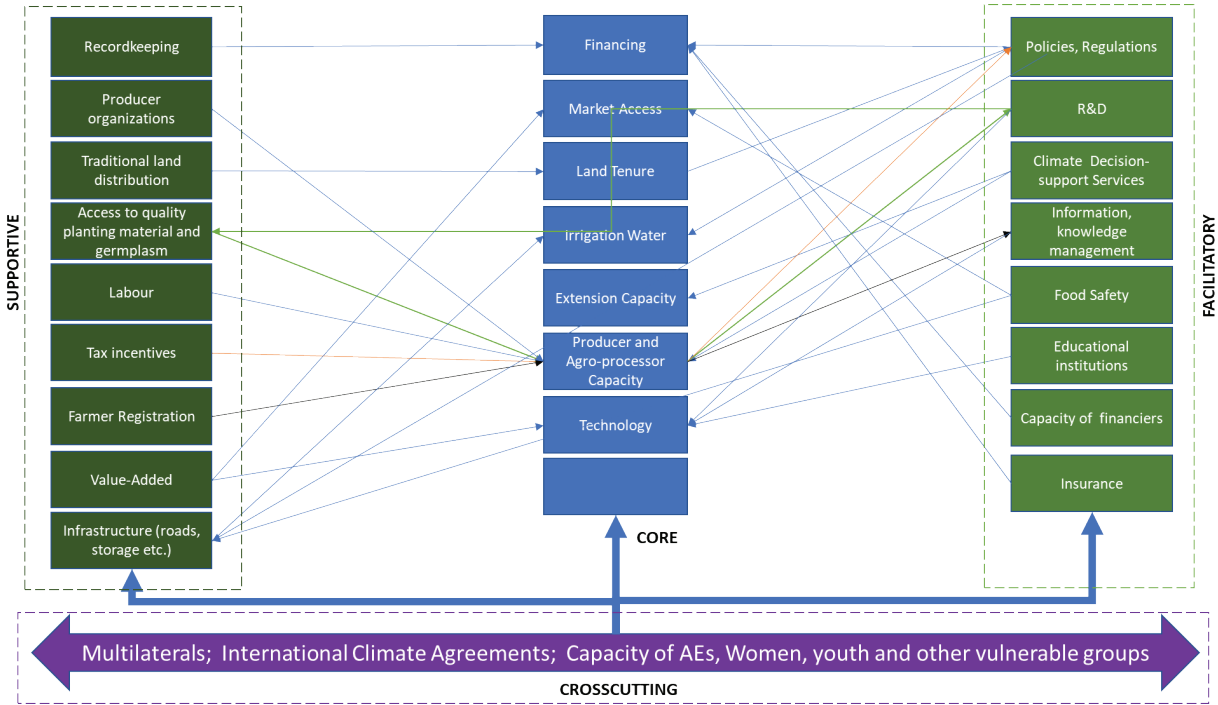 SUPPORTIVE
Recordkeeping
Producer
organizations
Traditional land
distribution
Access to quality
planting material and
germplasm
Labour
Tax incentives
Farmer Registration
Value-Added
Infrastructure (roads,
storage etc.)
Financing
Market Access
Land Tenure
Irrigation Water
Extension Capacity
Producer and
Agro-processor
Capacity
Technology
CORE
Policies, Regulations
R&D
Climate Decision-
support Services
Information,
knowledge
management
Food Safety
Educational
institutions
Capacity of financiers
Insurance
FACILITATORY
Multilaterals; International Climate Agreements; Capacity of AEs, Women, youth and other vulnerable groups
CROSSCUTTING